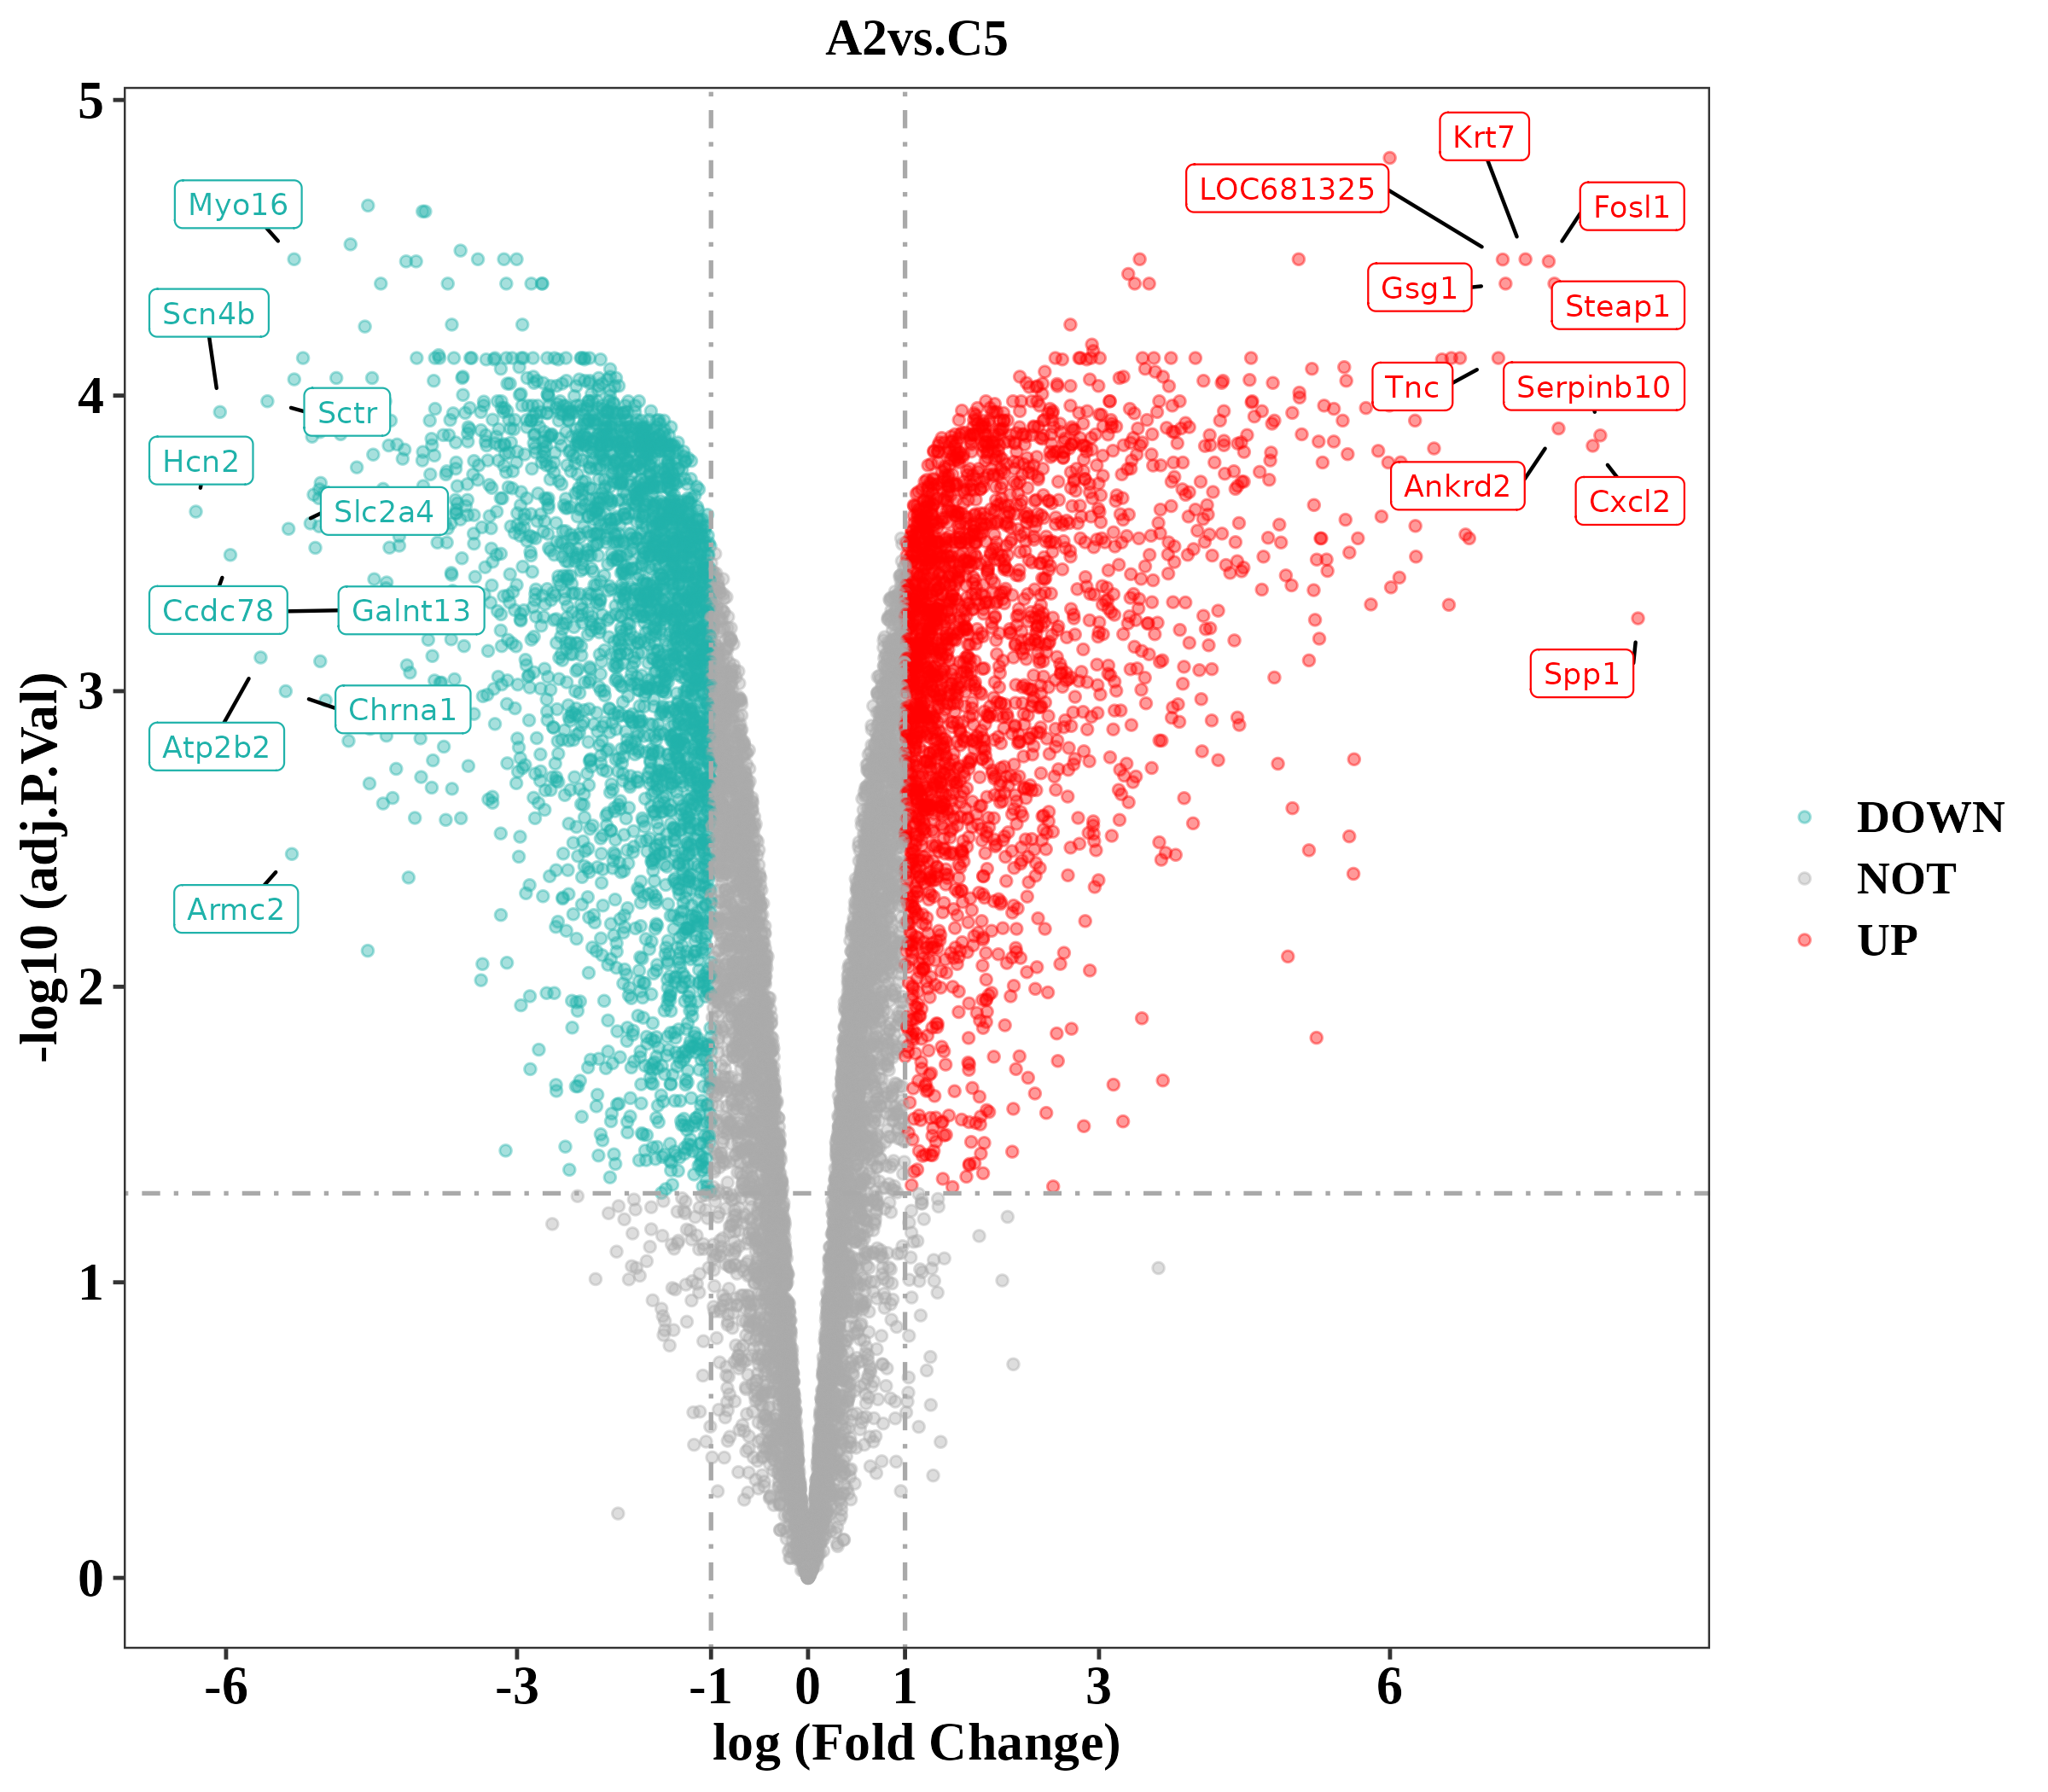 A2vs.C5
5
4
3
2
1
0
-log10 (adj.P.Val)
Krt7
LOC681325
Fosl1
Myo16
Gsg1
Steap1
Scn4b
Tnc
Serpinb10
Sctr
Hcn2
Ankrd2
Cxcl2
Slc2a4
Ccdc78
Galnt13
Spp1
Chrna1
Atp2b2
Armc2
DOWN
NOT
UP
-6
-3
-1
0
1
3
6
log (Fold Change)